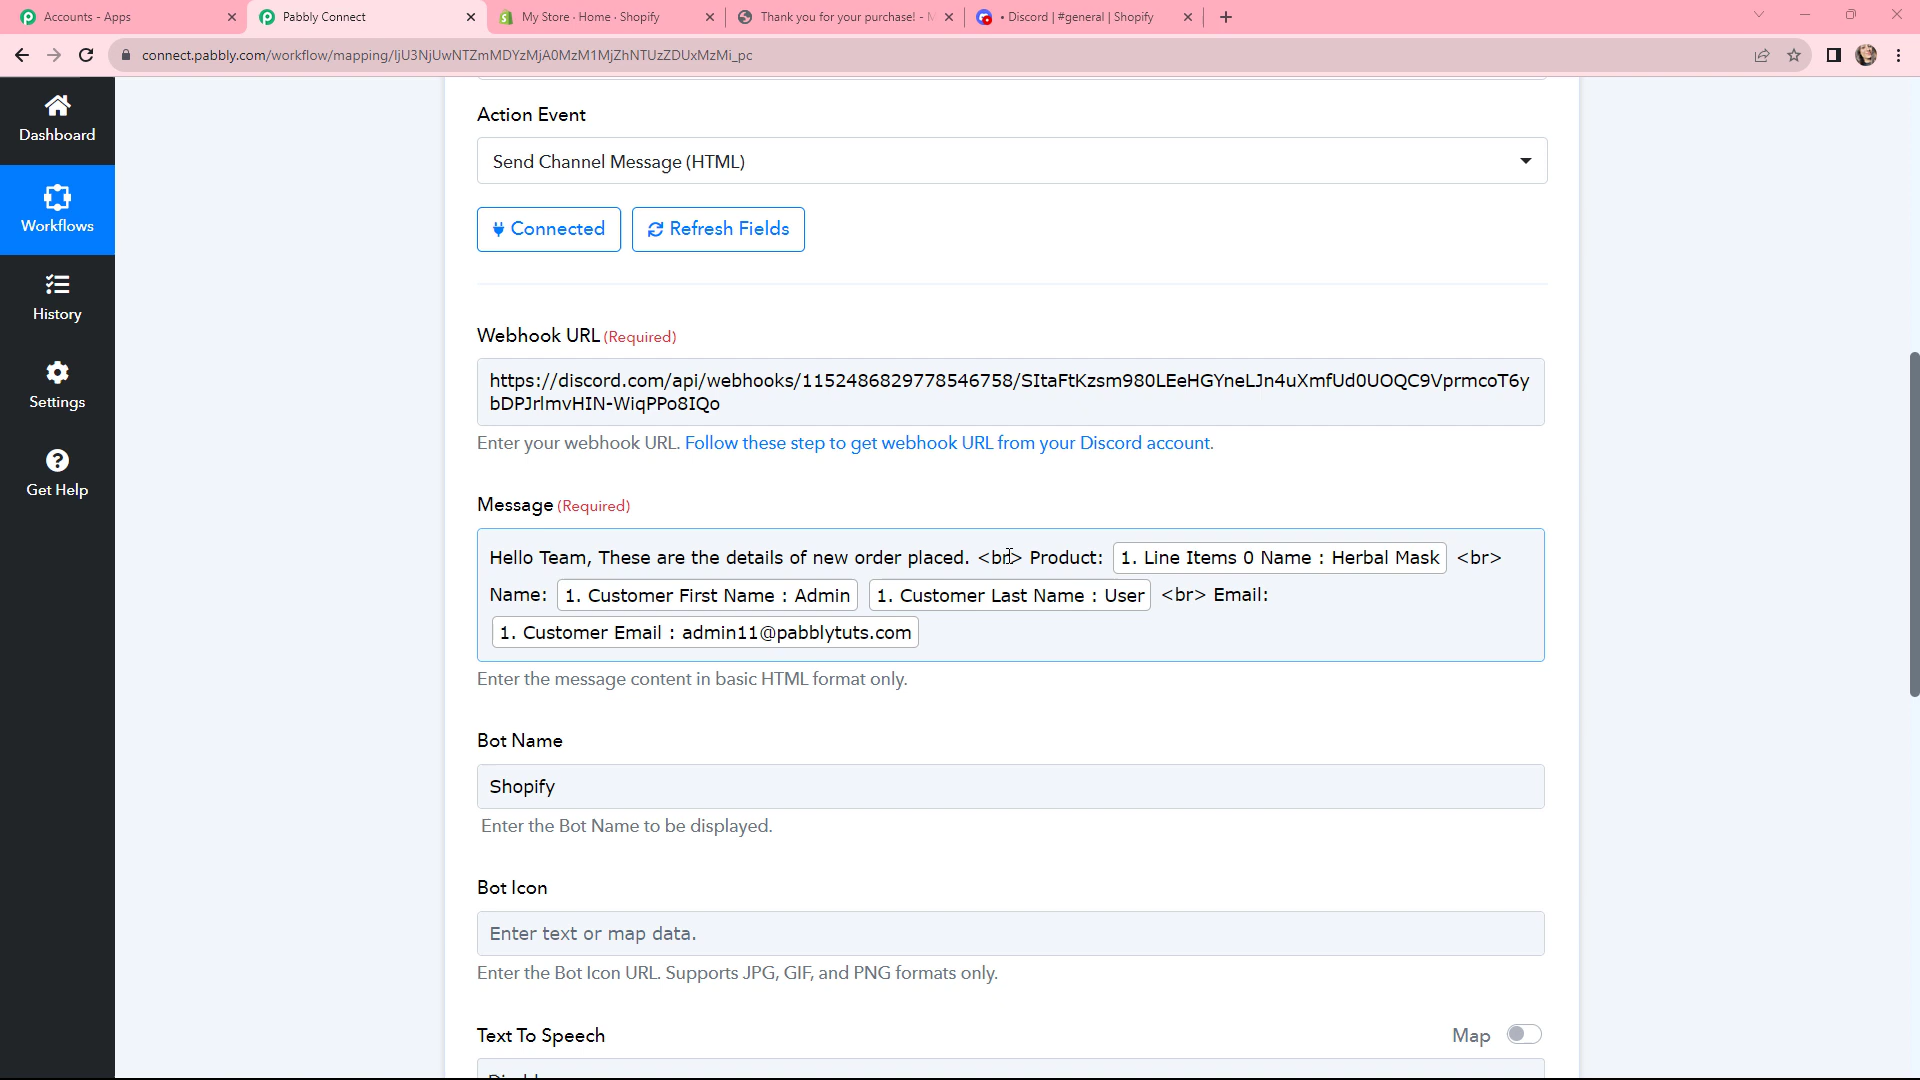 Accounts - Apps
Pabbly Connect
My Store · Home · Shopify
Thank you for your purchase! - M
• Discord | #general | Shopify
connect.pabbly.com/workflow/mapping/IjU3NjUwNTZmMDYzMjA0MzM1MjZhNTUzZDUxMzMi_pc
Dashboard
Workflows
History
Settings
Get Help
Action Event
Send Channel Message (HTML)
Connected
Refresh Fields
Webhook URL (Required)
https://discord.com/api/webhooks/1152486829778546758/SItaFtKzsm980LEeHGYneLJn4uXmfUd0UOQC9VprmcoT6y
bDPJrlmvHIN-WiqPPo8IQo
Enter your webhook URL. Follow these step to get webhook URL from your Discord account.
Message (Required)
Hello Team, These are the details of new order placed. <br> Product: 1. Line Items 0 Name : Herbal Mask <br>
Name: 1. Customer First Name : Admin 1. Customer Last Name : User <br> Email:
1. Customer Email : admin11@pabblytuts.com
Enter the message content in basic HTML format only.
Bot Name
Shopify
Enter the Bot Name to be displayed.
Bot Icon
Enter text or map data.
Enter the Bot Icon URL. Supports JPG, GIF, and PNG formats only.
Text To Speech
Map